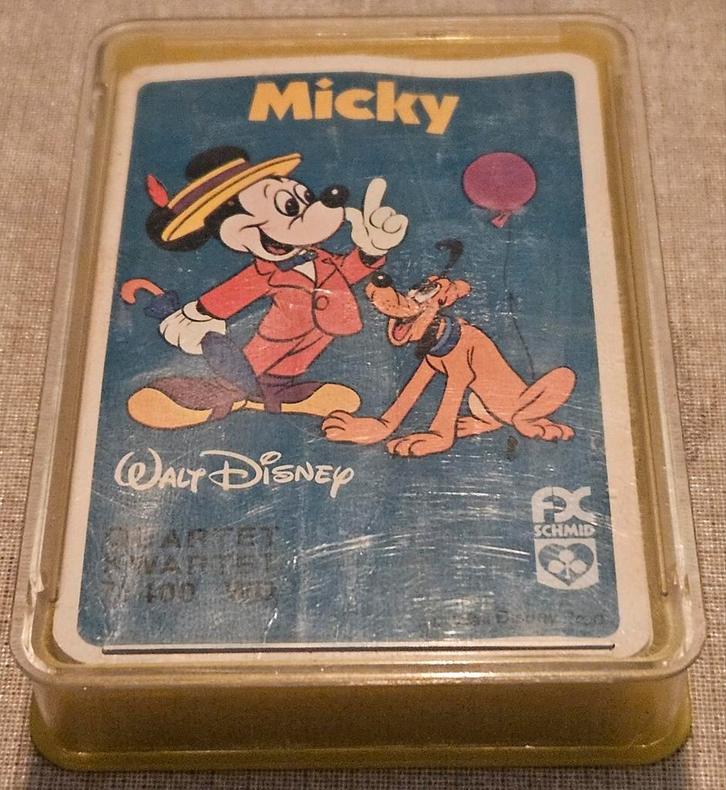 Micky
WALT DISNEY
FX
SCHMID
QUARTET
KWARTET